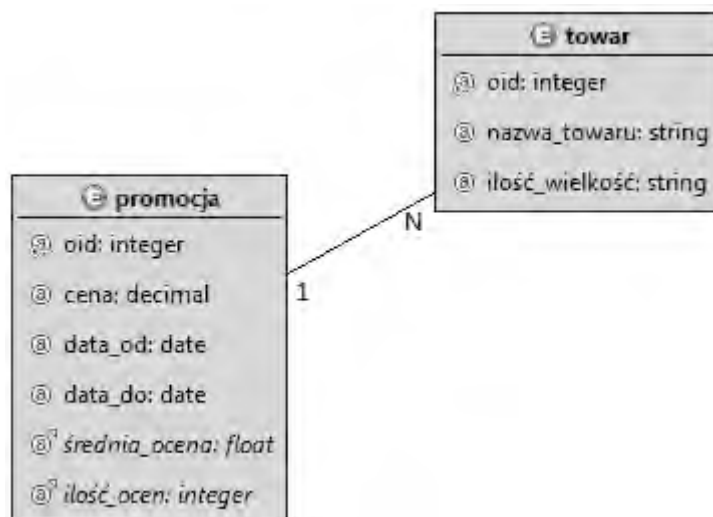 towar
oid: integer
nazwa_towaru: string
ilość_wielkość: string
N
1
promocja
oid: integer
cena: decimal
data_od: date
data_do: date
średnia_ocena: float
ilość_ocen: integer